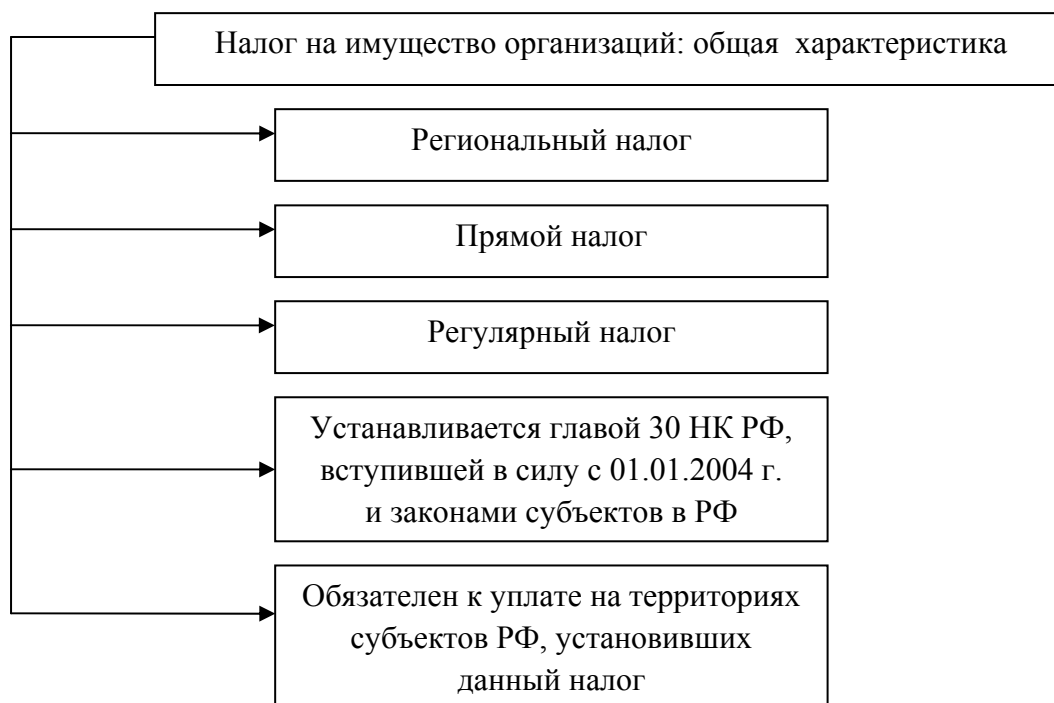 Налог на имущество организаций: общая характеристика
Региональный налог
Прямой налог
Регулярный налог
Устанавливается главой 30 НК РФ,
вступившей в силу с 01.01.2004 г.
и законами субъектов в РФ
Обязателен к уплате на территориях
субъектов РФ, установивших
данный налог